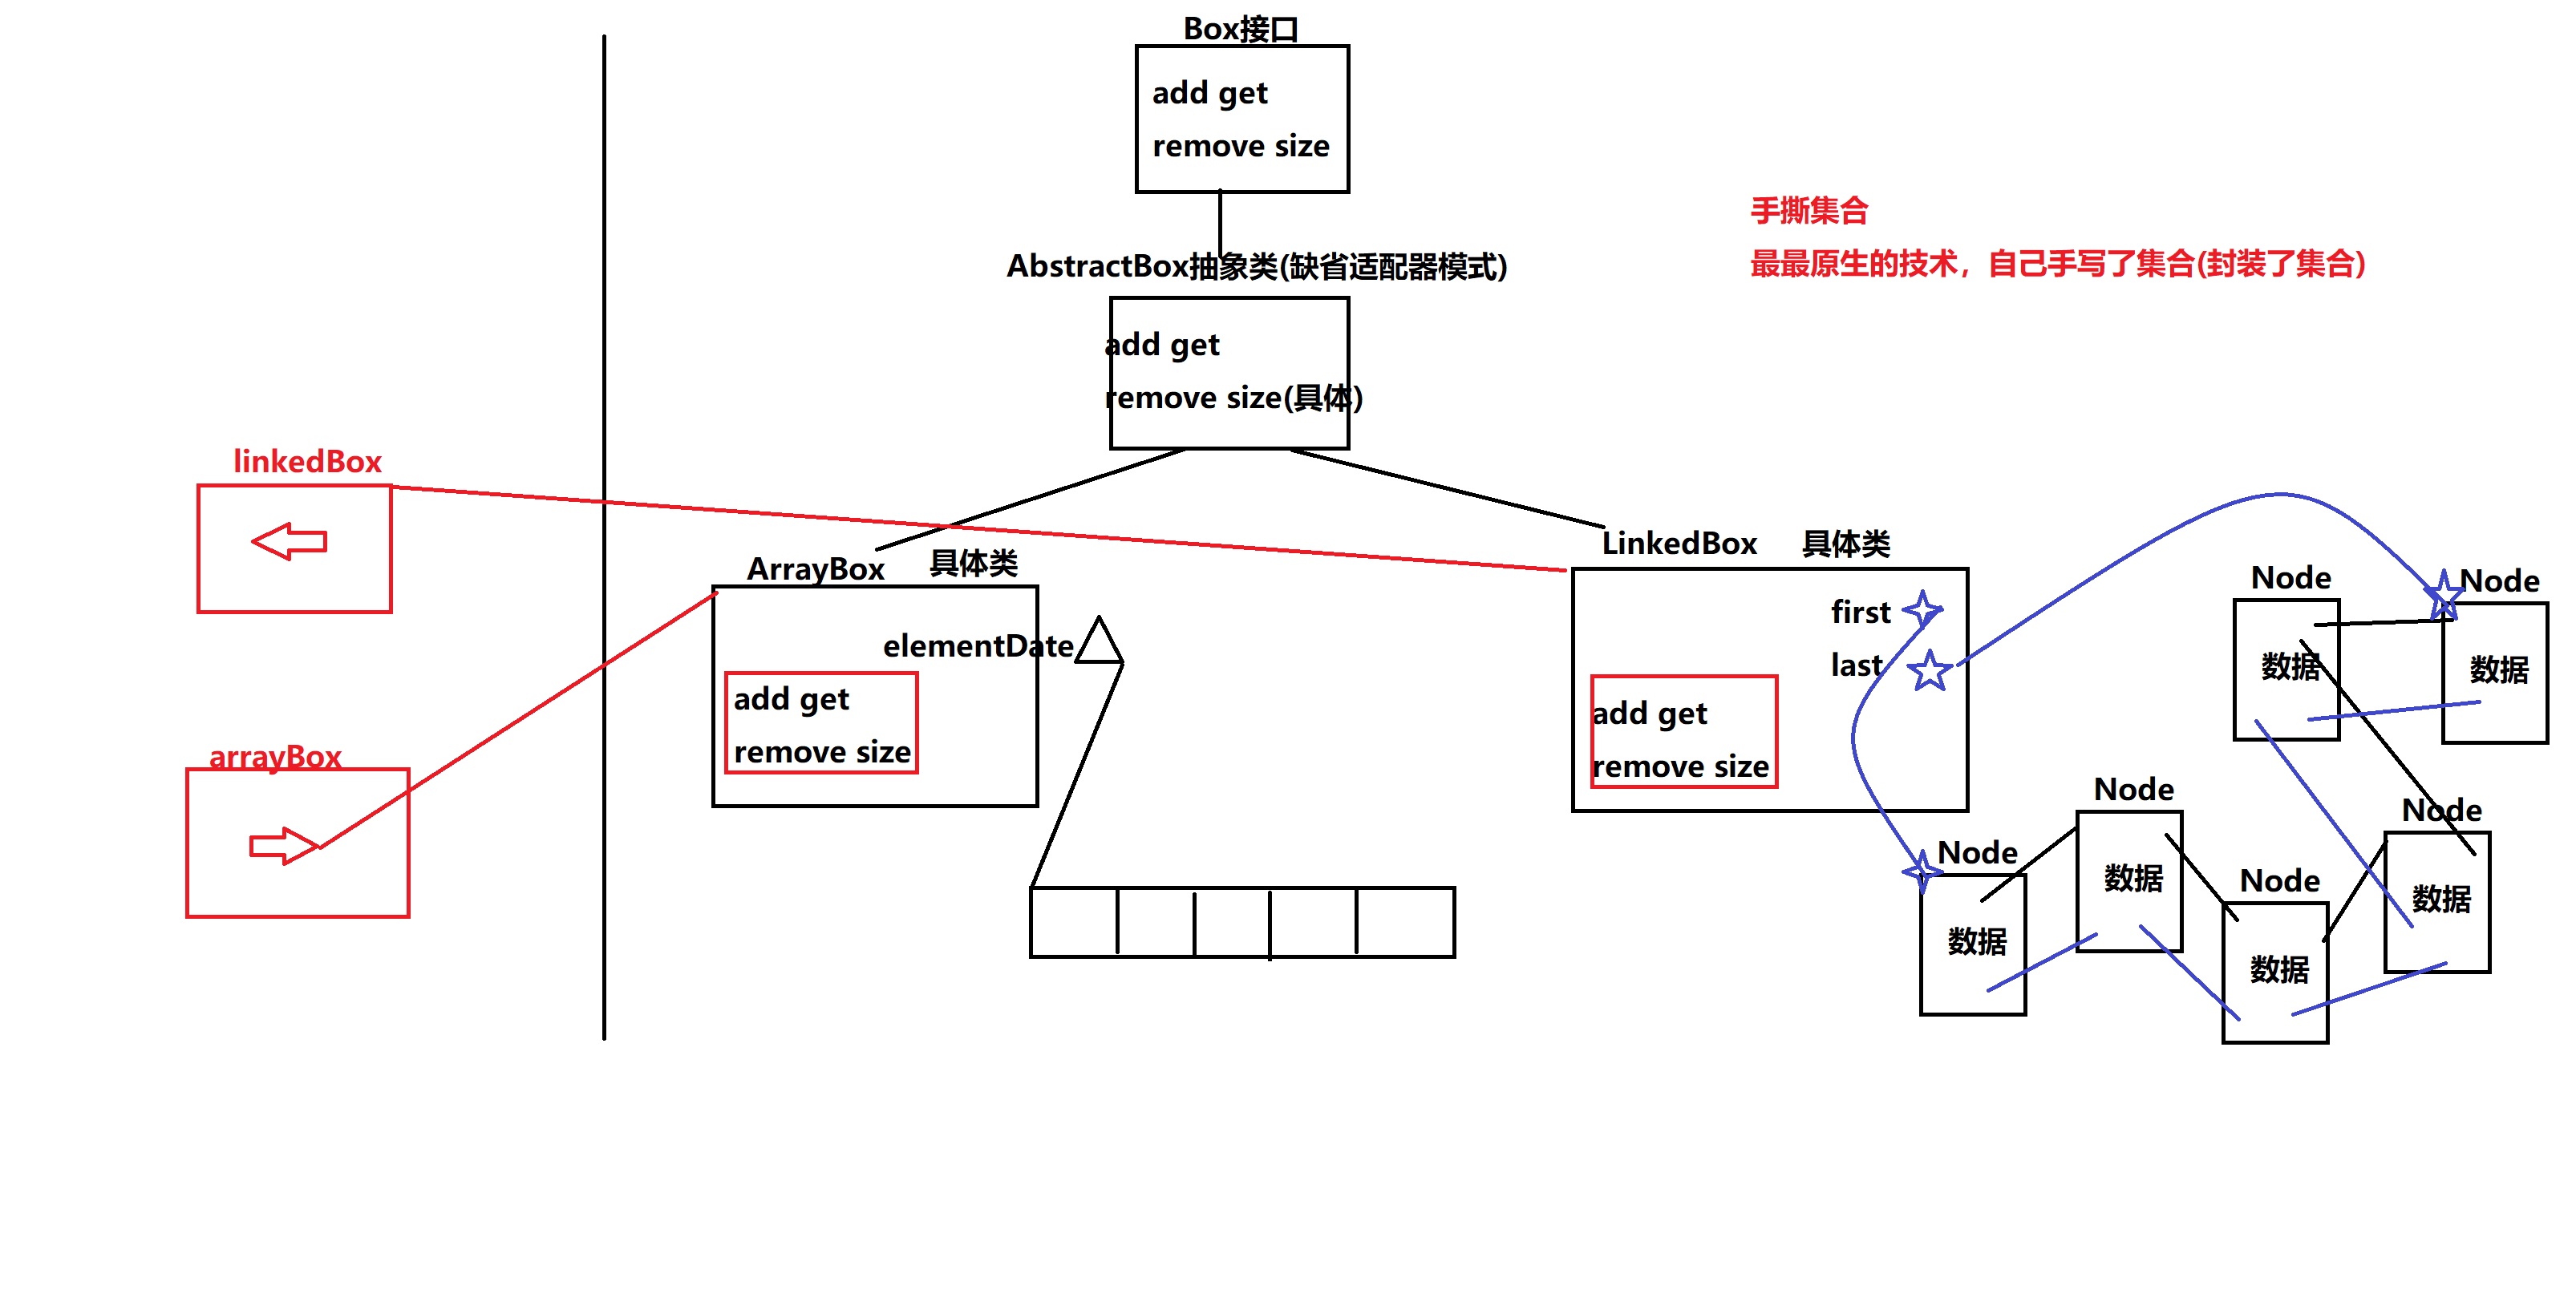 Box接口
add get
remove size
手撕集合
最最原生的技术，自己手写了集合(封装了集合)
AbstractBox抽象类(缺省适配器模式)
add get
remove size(具体)
linkedBox
arrayBox
ArrayBox 具体类
elementDate
add get
remove size
LinkedBox 具体类
first
last
add get
remove size
Node
数据
Node
数据
Node
数据
Node
数据
Node
数据
Node
数据